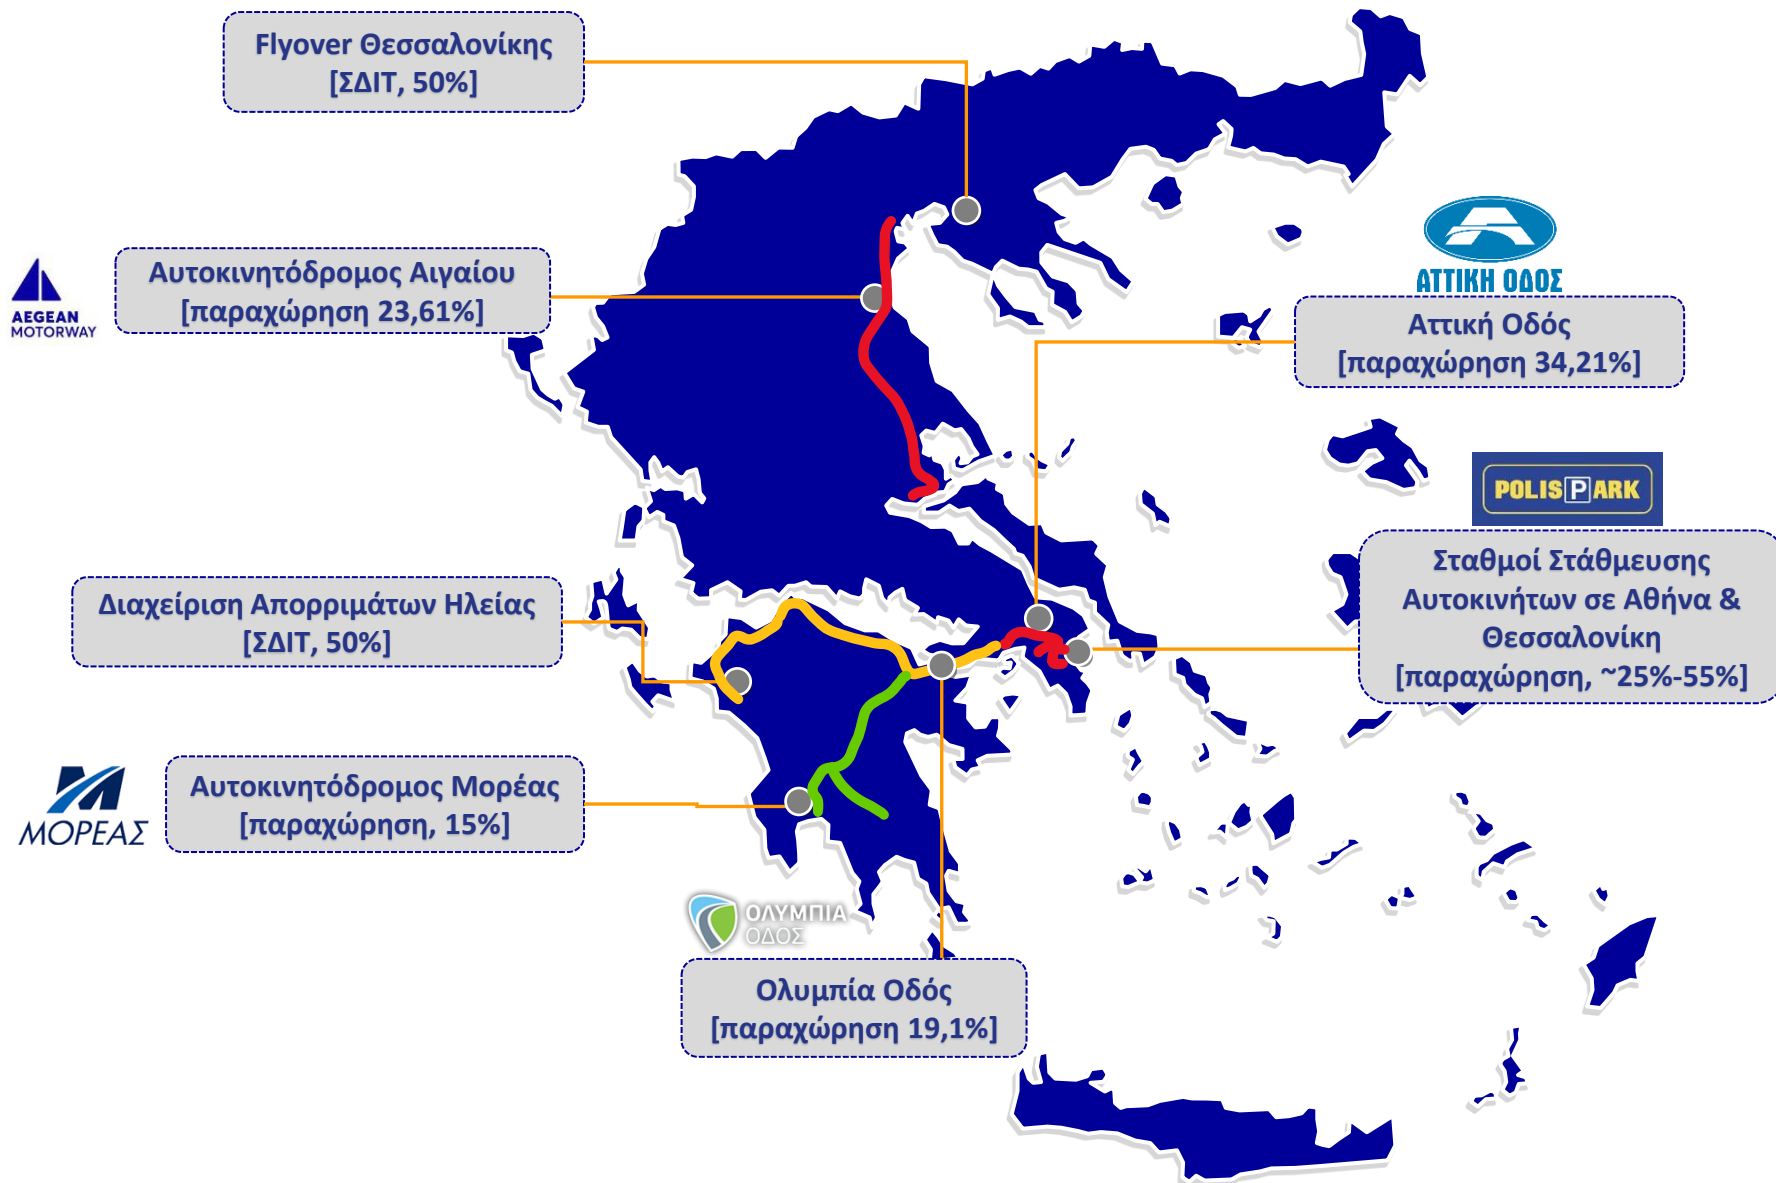 Flyover Θεσσαλονίκης
[ΣΔΙΤ, 50%]
AEGEAN
MOTORWAY
Αυτοκινητόδρομος Αιγαίου
[παραχώρηση 23,61%]
ΑΤΤΙΚΗ ΟΔΟΣ
Αττική Οδός
[παραχώρηση 34,21%]
POLISPARK
Σταθμοί Στάθμευσης
Αυτοκινήτων σε Αθήνα &
Θεσσαλονίκη
[παραχώρηση, ~25%-55%]
Διαχείριση Απορριμάτων Ηλείας
[ΣΔΙΤ, 50%]
ΜΟΡΕΑΣ
Αυτοκινητόδρομος Μορέας
[παραχώρηση, 15%]
ΟΛΥΜΠΙΑ
ΟΔΟΣ
Ολυμπία Οδός
[παραχώρηση 19,1%]